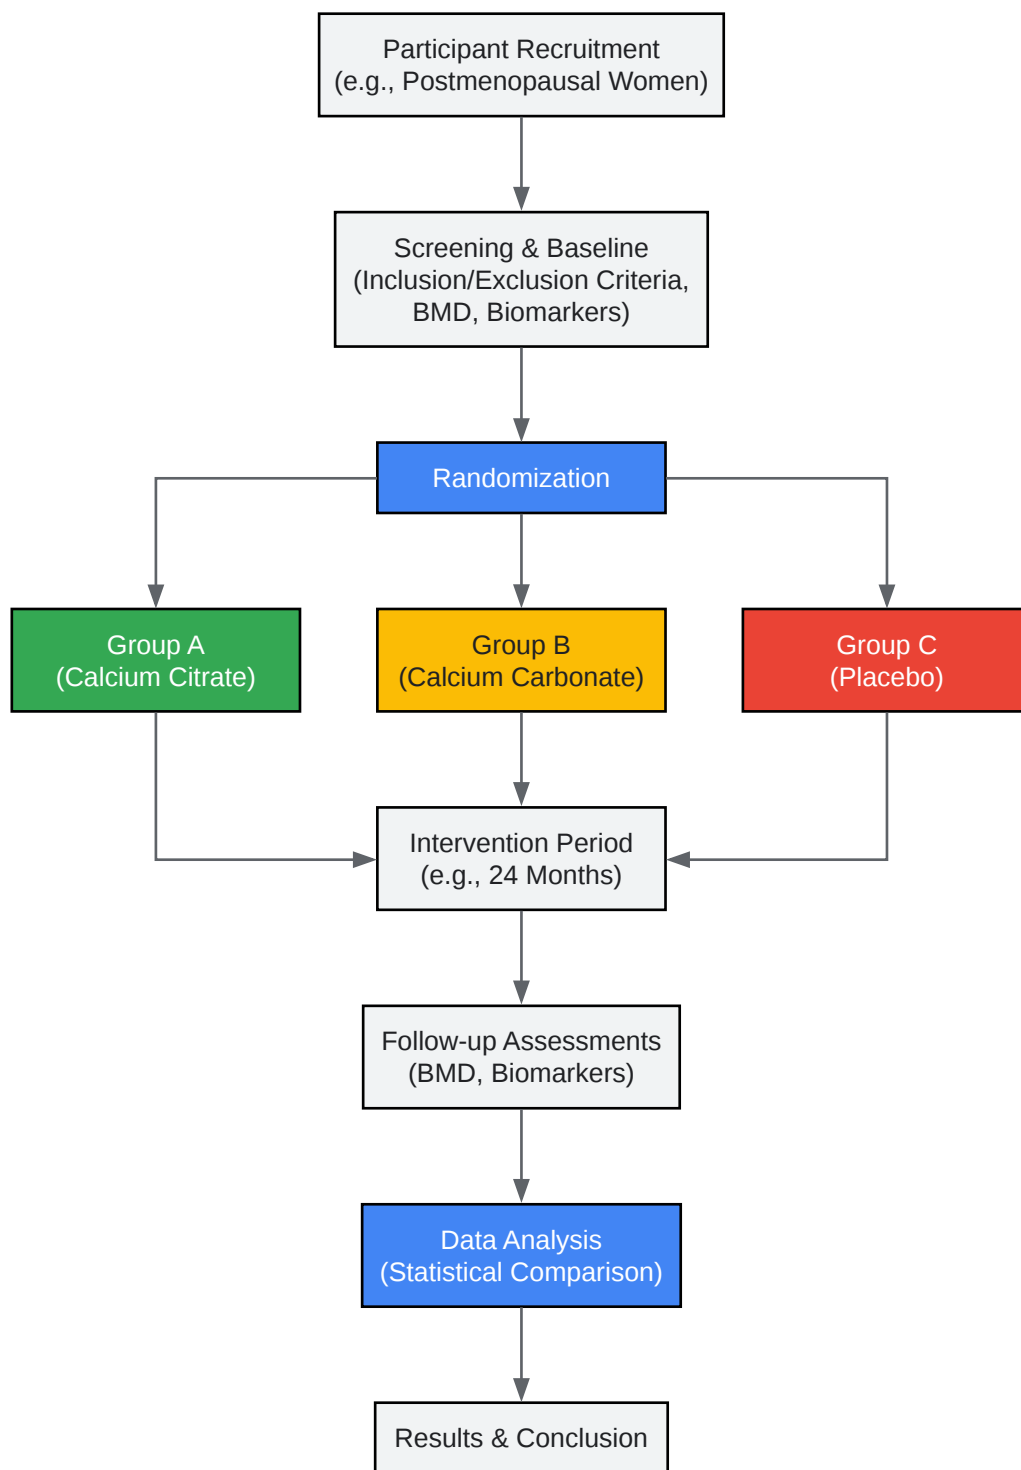 Participant Recruitment
(e.g., Postmenopausal Women)
Screening & Baseline
(Inclusion/Exclusion Criteria,
BMD, Biomarkers)
Randomization
Group A
(Calcium Citrate)
Group B
(Calcium Carbonate)
Group C
(Placebo)
Intervention Period
(e.g., 24 Months)
Follow-up Assessments
(BMD, Biomarkers)
Data Analysis
(Statistical Comparison)
Results & Conclusion